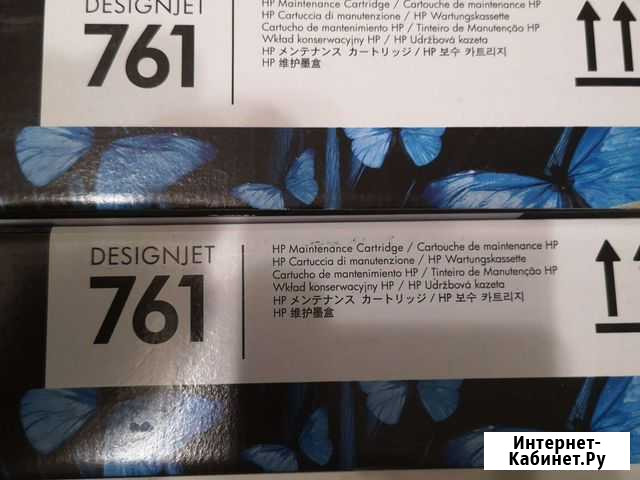 DESIGNJET
761
HP Maintenance Cartridge / Cartouche de maintenance HP
HP Cartuccia di manutenzione / HP Wartungskassette
Cartucho de mantenimiento HP / Tinteiro de Manutenção HP
Wkład konserwacyjny HP / HP Udržbová kazeta
HP メンテナンス カートリッジ / HP 보수 카트리지
HP 维护墨盒
DESIGNJET
761
HP Maintenance Cartridge / Cartouche de maintenance HP
HP Cartuccia di manutenzione / HP Wartungskassette
Cartucho de mantenimiento HP / Tinteiro de Manutenção HP
Wkład konserwacyjny HP / HP Udržbová kazeta
HP メンテナンス カートリッジ / HP 보수 카트리지
HP 维护墨盒
Интернет-
Кабинет.Ру